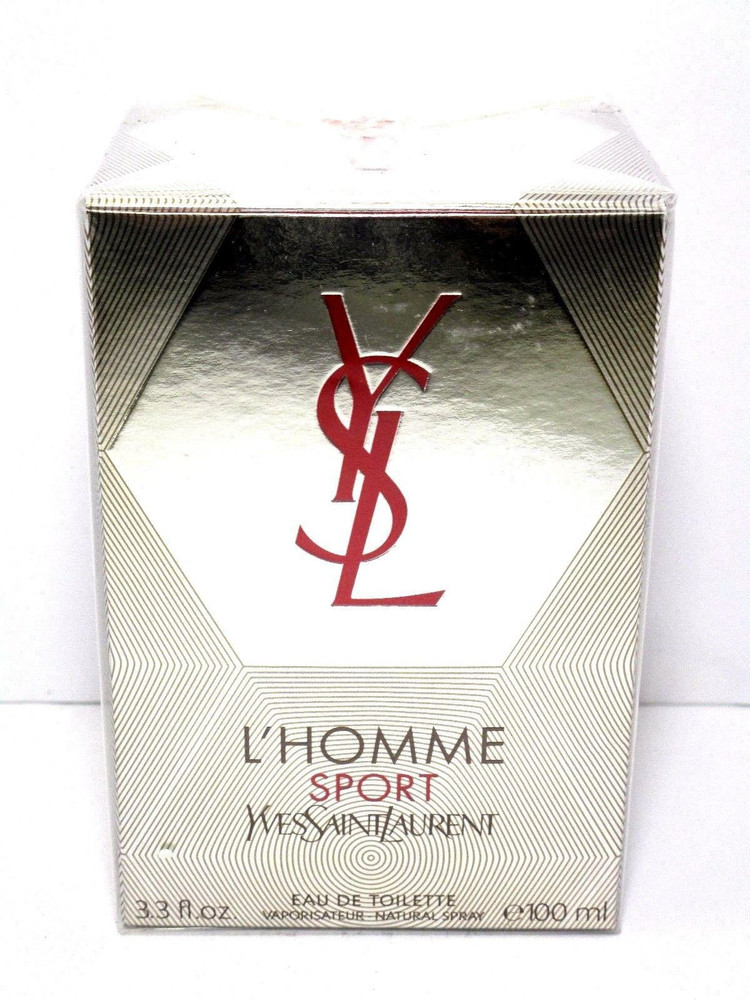 YSL
L'HOMME
SPORT
YVESSAINTLAURENT
EAU DE TOILETTE
3.3 fl.oz. VAPORISATEUR - NATURAL SPRAY ℮100 ml